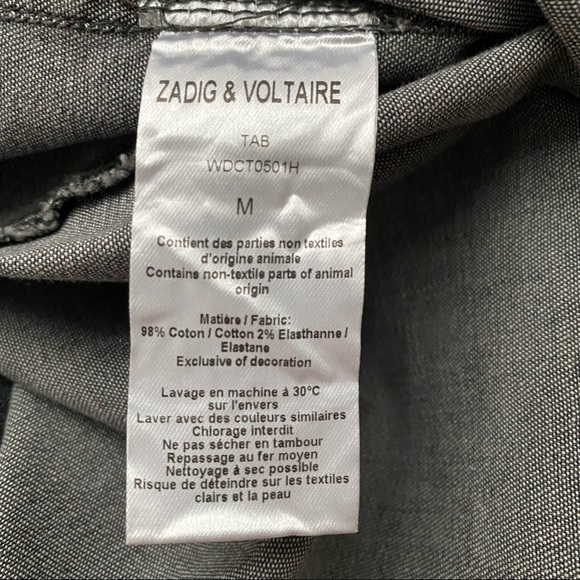 ZADIG & VOLTAIRE
TAB
WDCT0501H
M
Contient des parties non textiles
d'origine animale
Contains non-textile parts of animal
origin
Matière / Fabric:
98% Coton / Cotton 2% Elasthanne /
Elastane
Exclusive of decoration
Lavage en machine à 30°C
sur l'envers
Laver avec des couleurs similaires
Chlorage interdit
Ne pas sécher en tambour
Repassage au fer moyen
Nettoyage à sec possible
Risque de déteindre sur les textiles
clairs et la peau